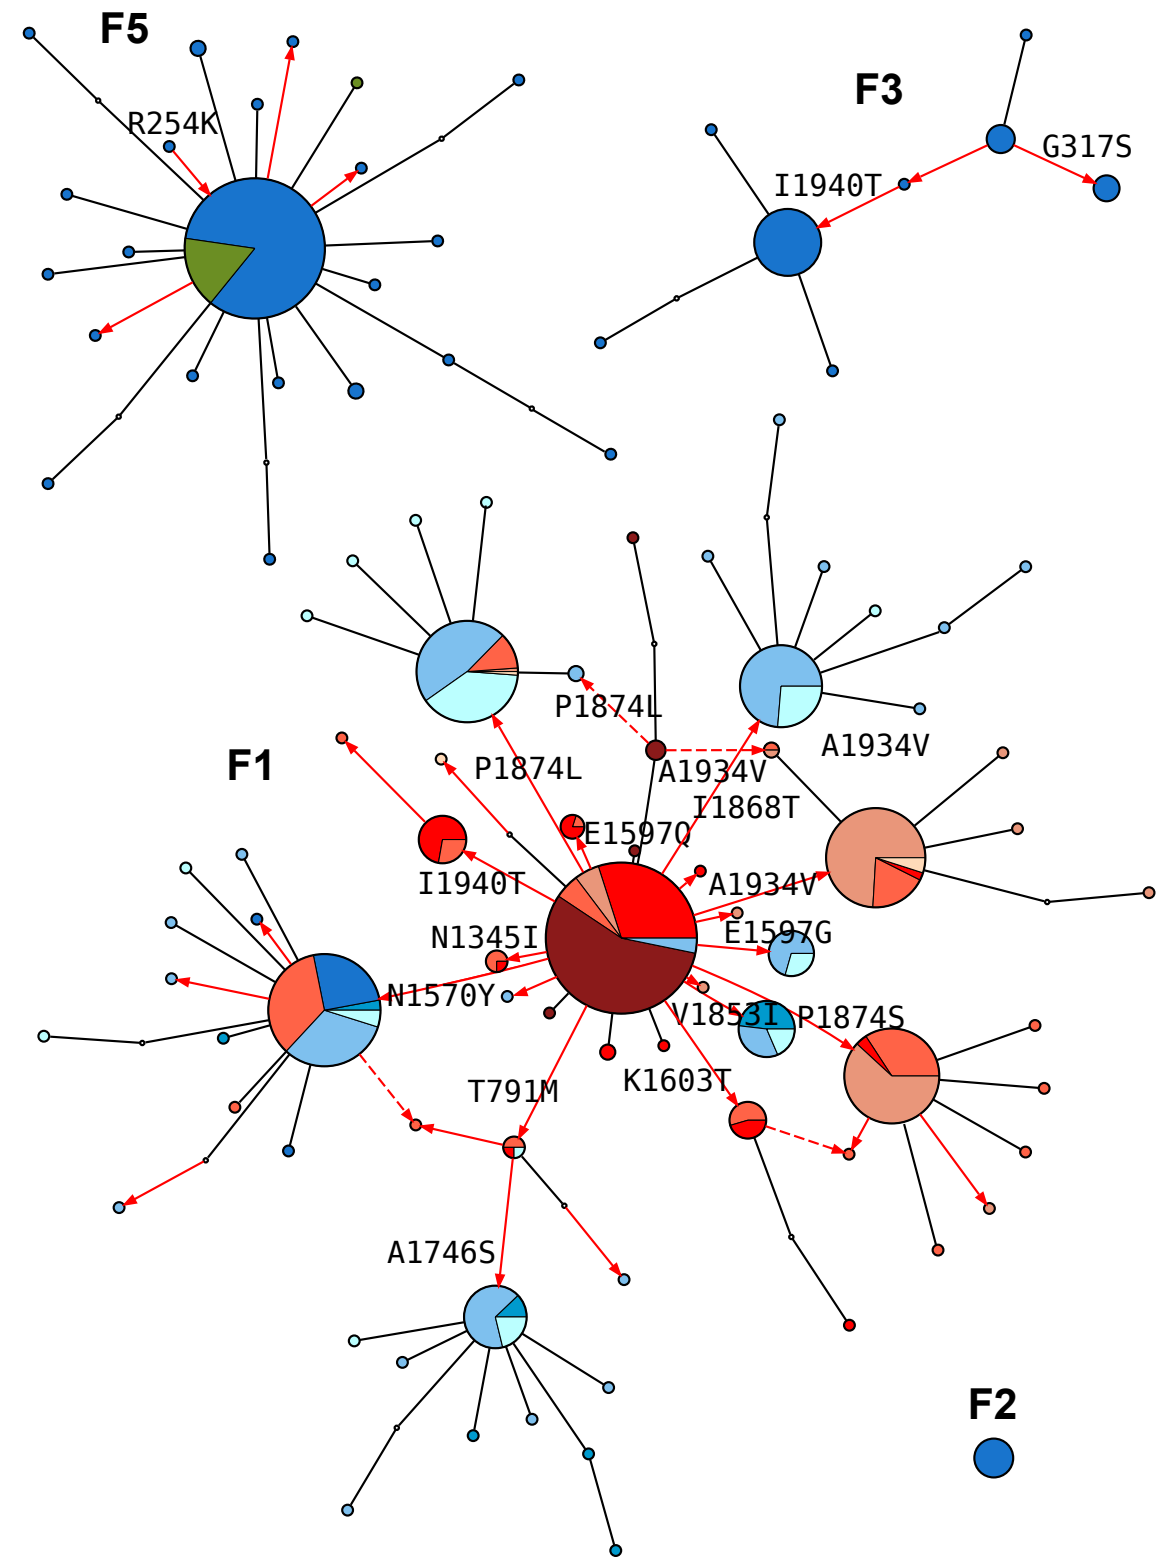 F5
F3
R254K
G317S
I1940T
P1874L
F1
A1934V
P1874L
A1934V
I1868T
E1597Q
I1940T
A1934V
N1345I
E1597G
N1570Y
V1853I
P1874S
K1603T
T791M
A1746S
F2